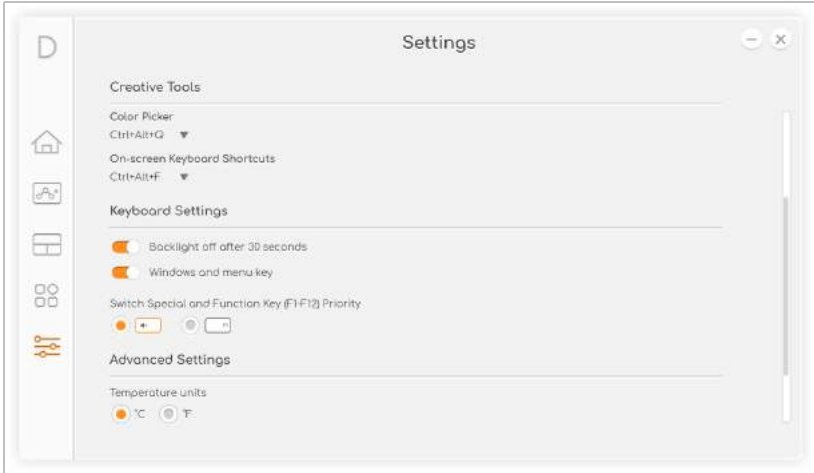 D
Settings
Creative Tools
Color Picker
Ctrl+Alt+Q
On-screen Keyboard Shortcuts
Ctrl+Alt+F
Keyboard Settings
Backlight off after 30 seconds
Windows and menu key
Switch Special and Function Key (F1-F12) Priority
Advanced Settings
Temperature units
°C °F